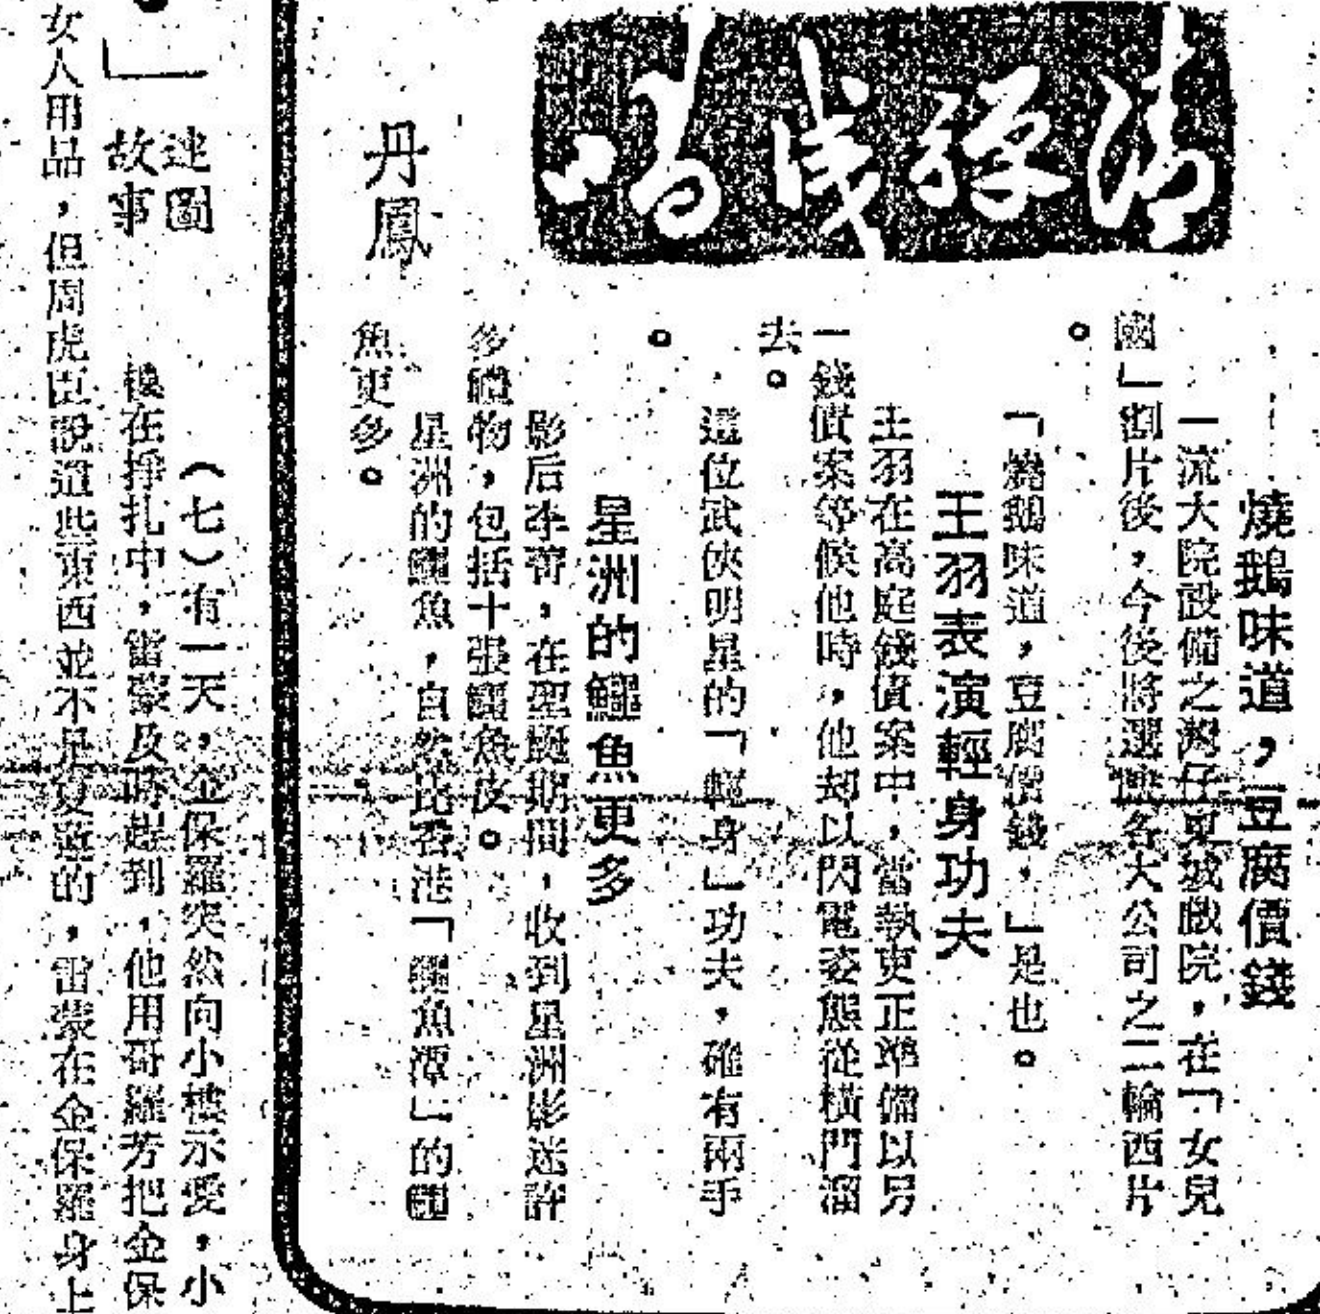 燒鵝味道，豆腐價錢
一流大院設備之灣仔東城戲院，在「女兒
國」割片後，今後將選映各大公司之二輪西片
。
「燒鵝味道，豆腐價錢，」是也。
王羽表演輕身功夫
王羽在高庭錢債案中，當執吏正準備以另
一錢債案等候他時，他却以閃電姿態從橫門溜
去。
這位武俠明星的「輕身」功夫，確有兩手
。
星洲的鱷魚更多
影后李菁，在聖誕期間，收到星洲影迷許
多禮物，包括十張鱷魚皮。
星洲的鱷魚，自然比香港「鱷魚潭」的鱷
魚更多。
丹鳳
連圖
故事
（七）有一天，金保羅突然向小樓示愛，小
樓在掙扎中，雷蒙及時趕到，他用哥羅芳把金保
女人用品，但周虎臣說這些東西並不是夏蓮的，雷蒙在金保羅身上